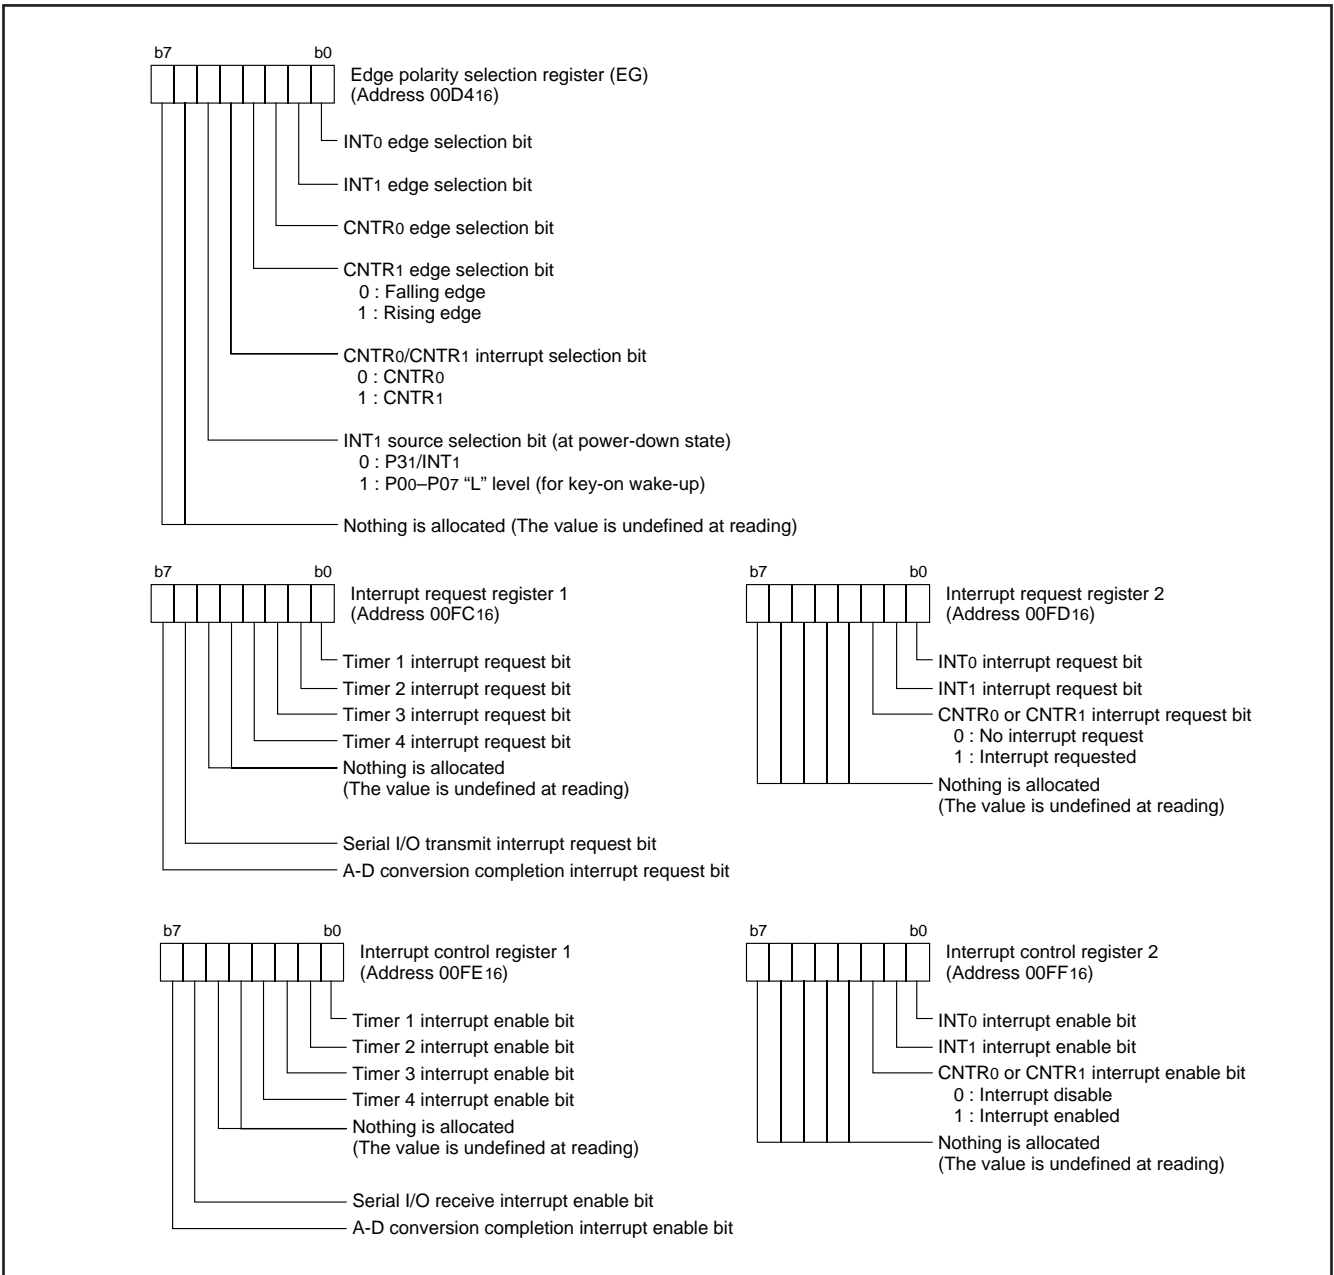 b7 b0
Edge polarity selection register (EG)
(Address 00D416)
INT0 edge selection bit
INT1 edge selection bit
CNTR0 edge selection bit
CNTR1 edge selection bit
0 : Falling edge
1 : Rising edge
CNTR0/CNTR1 interrupt selection bit
0 : CNTR0
1 : CNTR1
INT1 source selection bit (at power-down state)
0 : P31/INT1
1 : P00–P07 “L” level (for key-on wake-up)
Nothing is allocated (The value is undefined at reading)
b7 b0
Interrupt request register 1
(Address 00FC16)
Timer 1 interrupt request bit
Timer 2 interrupt request bit
Timer 3 interrupt request bit
Timer 4 interrupt request bit
Nothing is allocated
(The value is undefined at reading)
Serial I/O transmit interrupt request bit
A-D conversion completion interrupt request bit
b7 b0
Interrupt request register 2
(Address 00FD16)
INT0 interrupt request bit
INT1 interrupt request bit
CNTR0 or CNTR1 interrupt request bit
0 : No interrupt request
1 : Interrupt requested
Nothing is allocated
(The value is undefined at reading)
b7 b0
Interrupt control register 1
(Address 00FE16)
Timer 1 interrupt enable bit
Timer 2 interrupt enable bit
Timer 3 interrupt enable bit
Timer 4 interrupt enable bit
Nothing is allocated
(The value is undefined at reading)
Serial I/O receive interrupt enable bit
A-D conversion completion interrupt enable bit
b7 b0
Interrupt control register 2
(Address 00FF16)
INT0 interrupt enable bit
INT1 interrupt enable bit
CNTR0 or CNTR1 interrupt enable bit
0 : Interrupt disable
1 : Interrupt enabled
Nothing is allocated
(The value is undefined at reading)